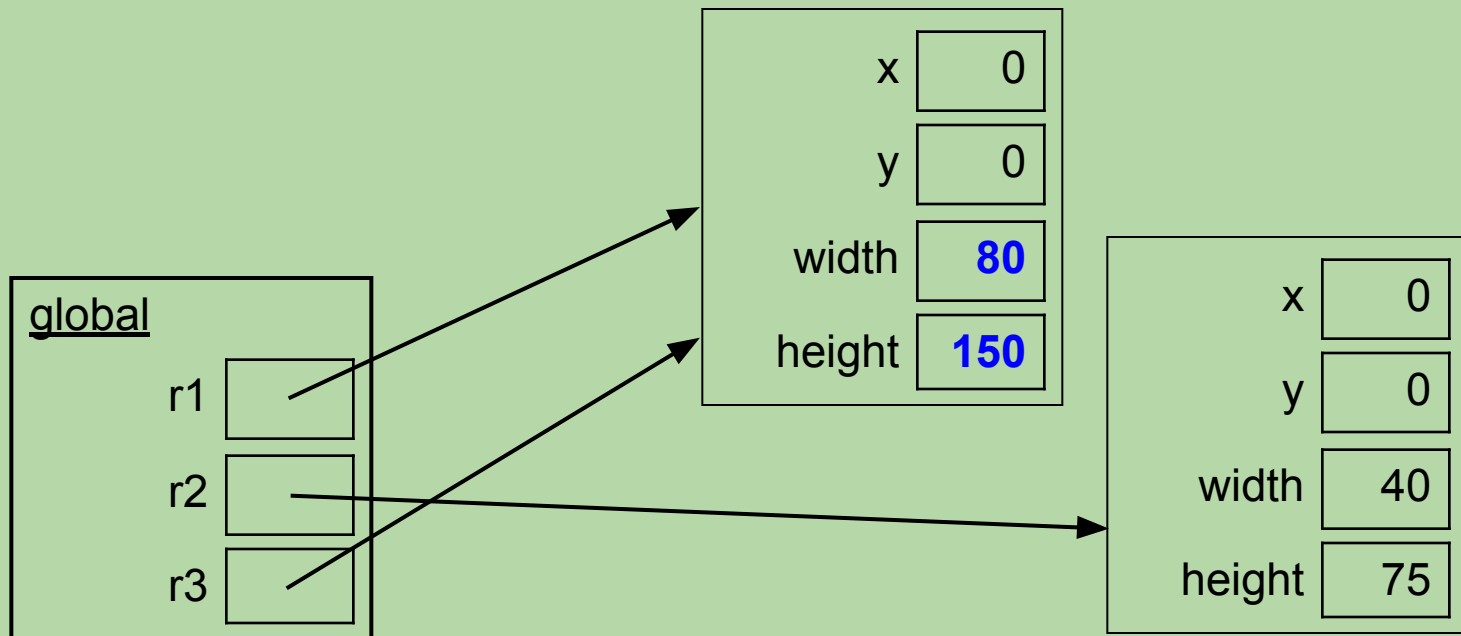 global
r1
r2
r3
x 0
y 0
width 80
height 150
x 0
y 0
width 40
height 75